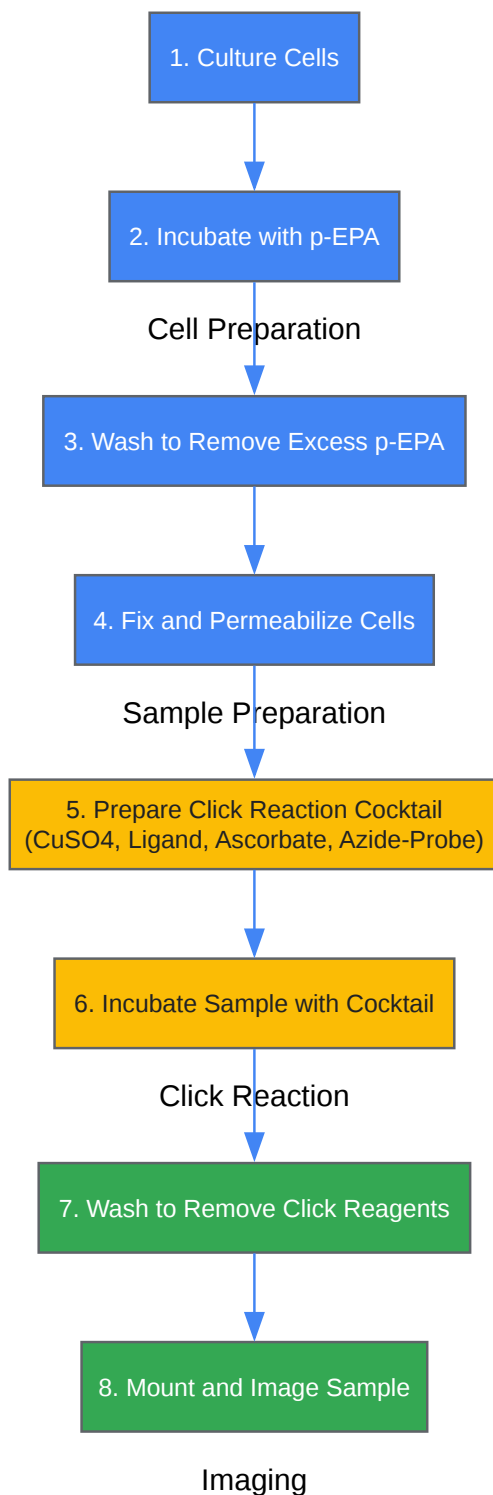 1. Culture Cells
2. Incubate with p-EPA
Cell Preparation
3. Wash to Remove Excess p-EPA
4. Fix and Permeabilize Cells
Sample Preparation
5. Prepare Click Reaction Cocktail
(CuSO4, Ligand, Ascorbate, Azide-Probe)
6. Incubate Sample with Cocktail
Click Reaction
7. Wash to Remove Click Reagents
8. Mount and Image Sample
Imaging